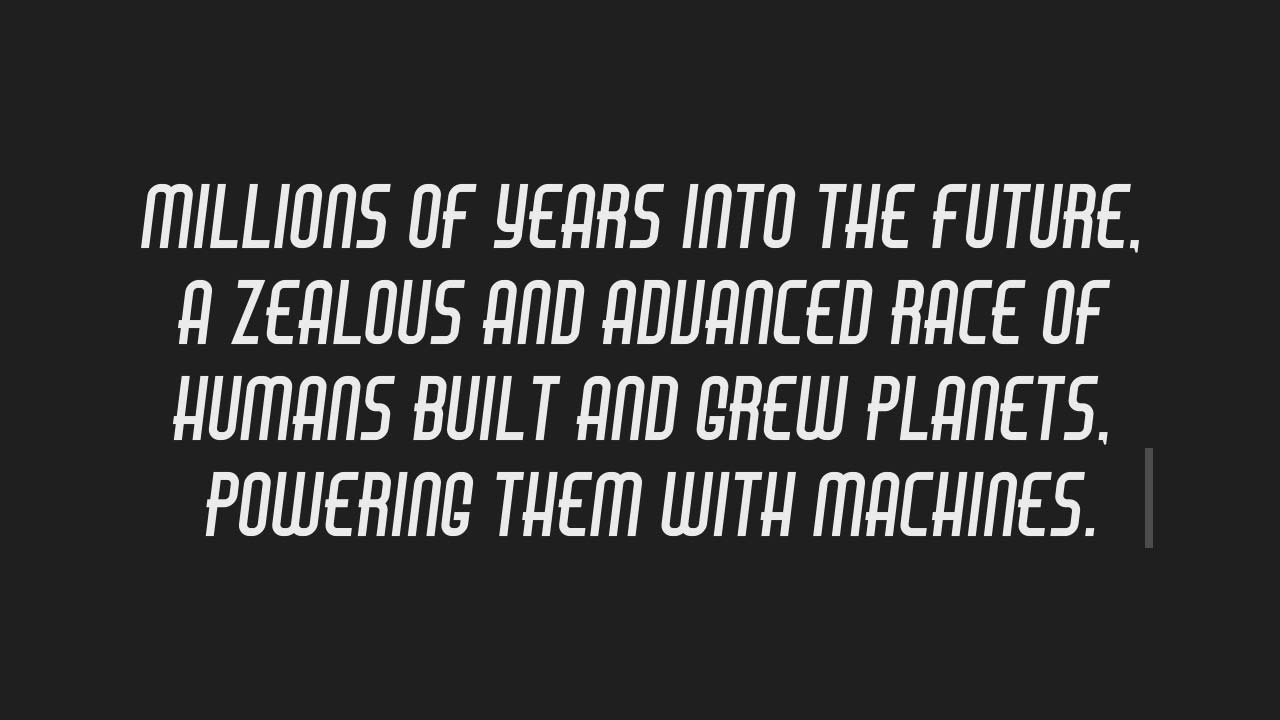 MILLIONS OF YEARS INTO THE FUTURE,
A ZEALOUS AND ADVANCED RACE OF
HUMANS BUILT AND GREW PLANETS,
POWERING THEM WITH MACHINES.